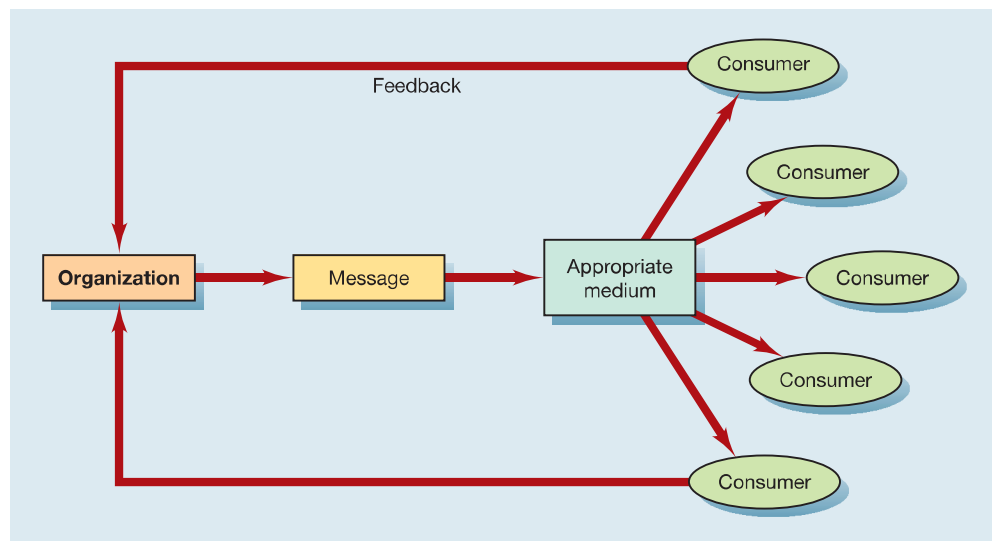 Consumer
Feedback
Consumer
Organization
Message
Appropriate
medium
Consumer
Consumer
Consumer